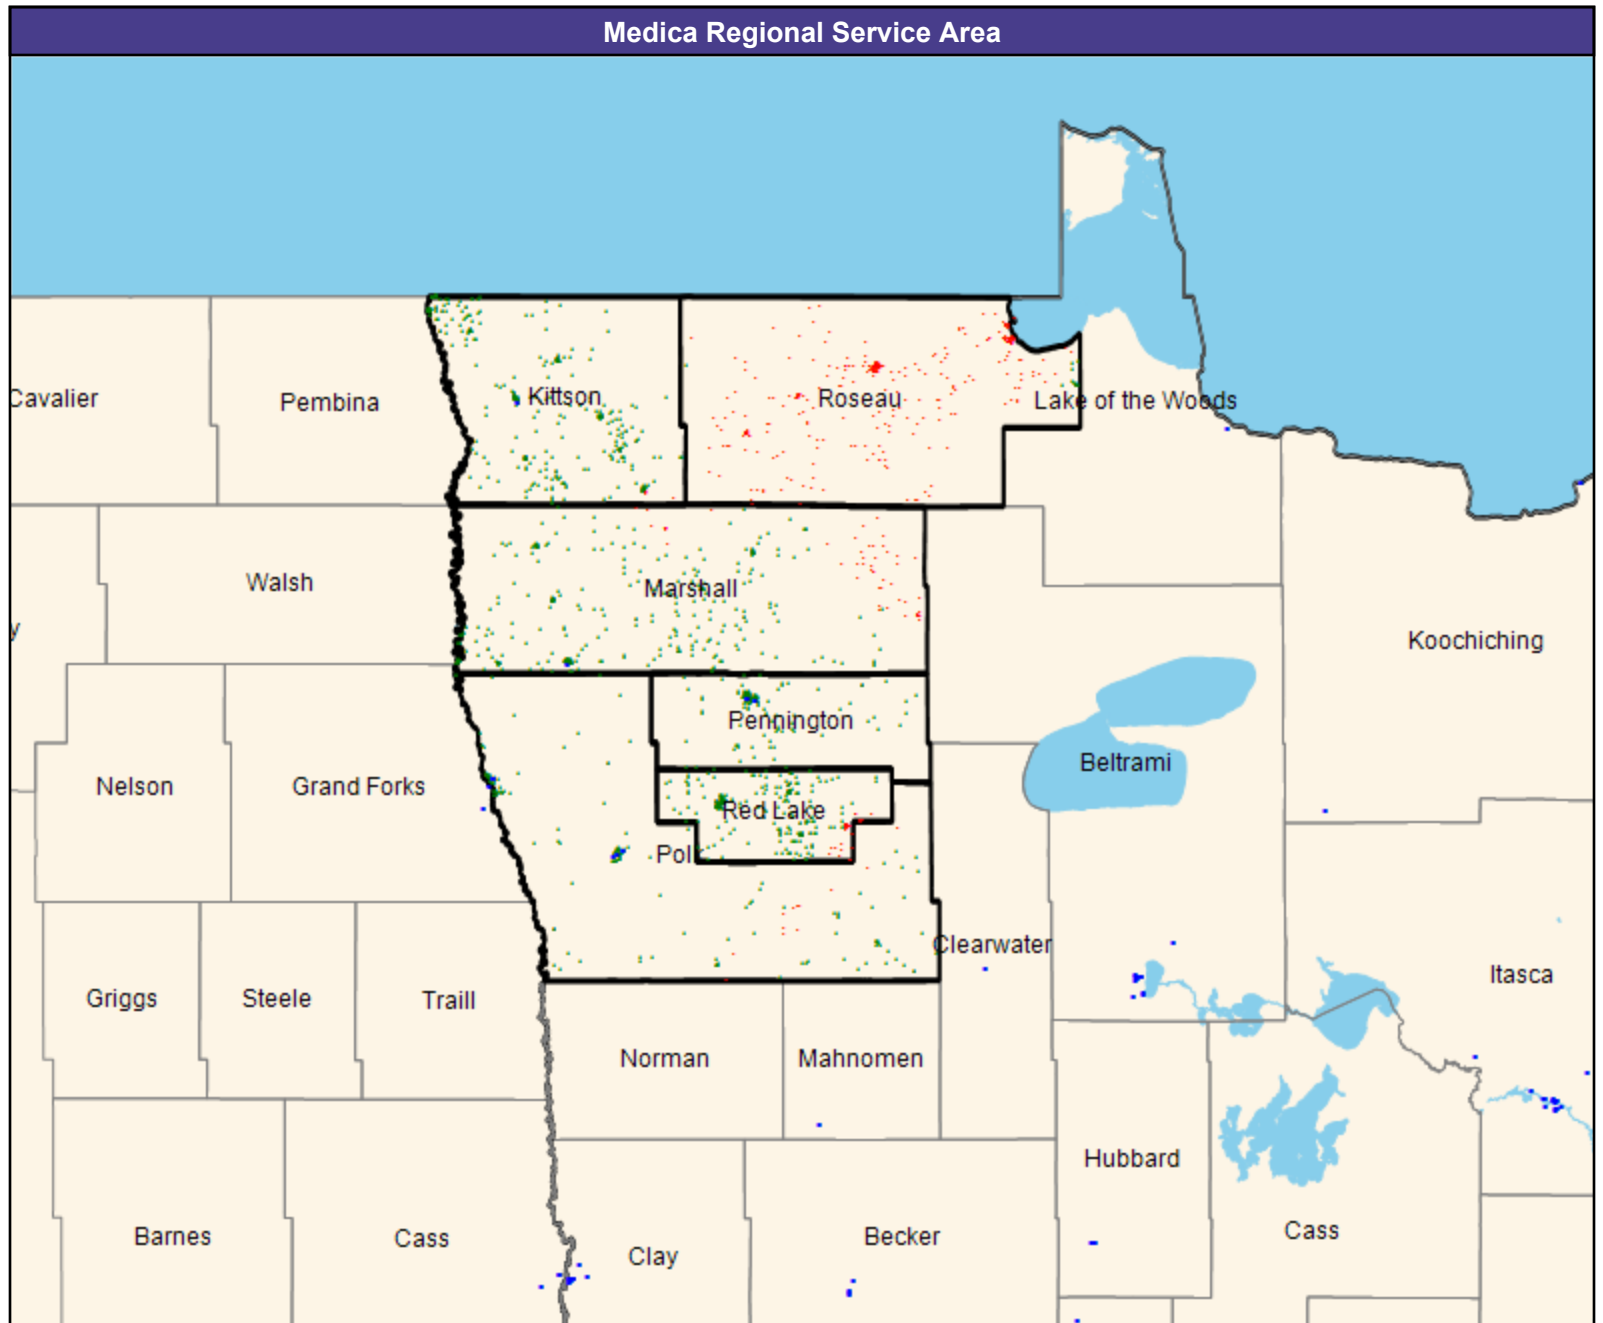 Medica Regional Service Area
Cavalier
Pembina
Kittson
Roseau
Lake of the Woods
Walsh
Marshall
y
Koochiching
Pennington
Beltrami
Nelson
Grand Forks
Red Lake
Pol
Clearwater
Griggs
Steele
Traill
Itasca
Norman
Mahnomen
Hubbard
Barnes
Cass
Clay
Becker
Cass